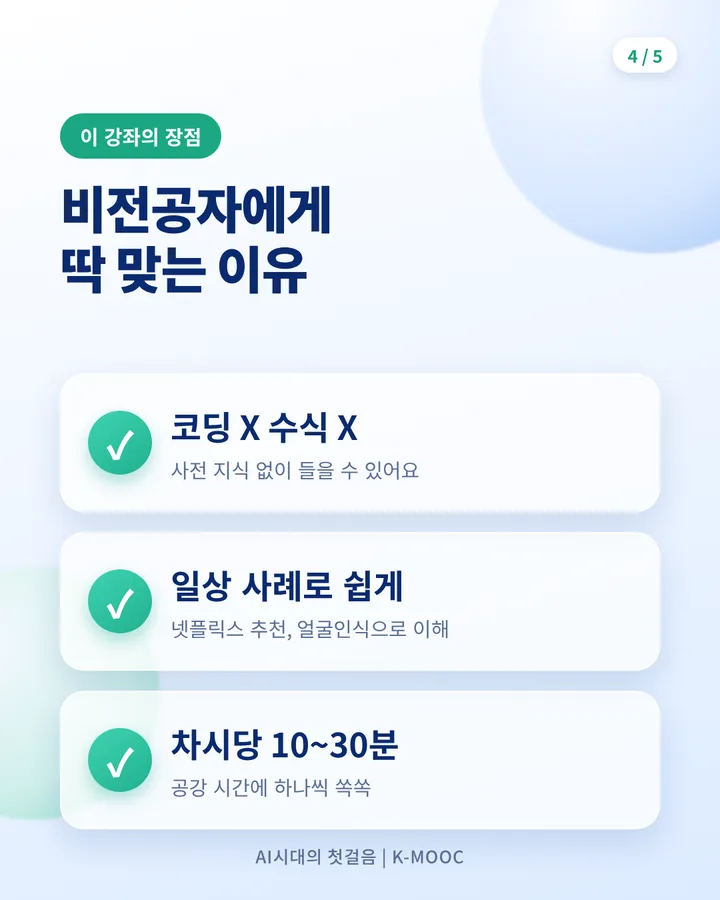 4 / 5
이 강좌의 장점
비전공자에게
딱 맞는 이유
코딩 X 수식 X
사전 지식 없이 들을 수 있어요
일상 사례로 쉽게
넷플릭스 추천, 얼굴인식으로 이해
차시당 10~30분
공강 시간에 하나씩 쏙쏙
AI시대의 첫걸음 | K-MOOC